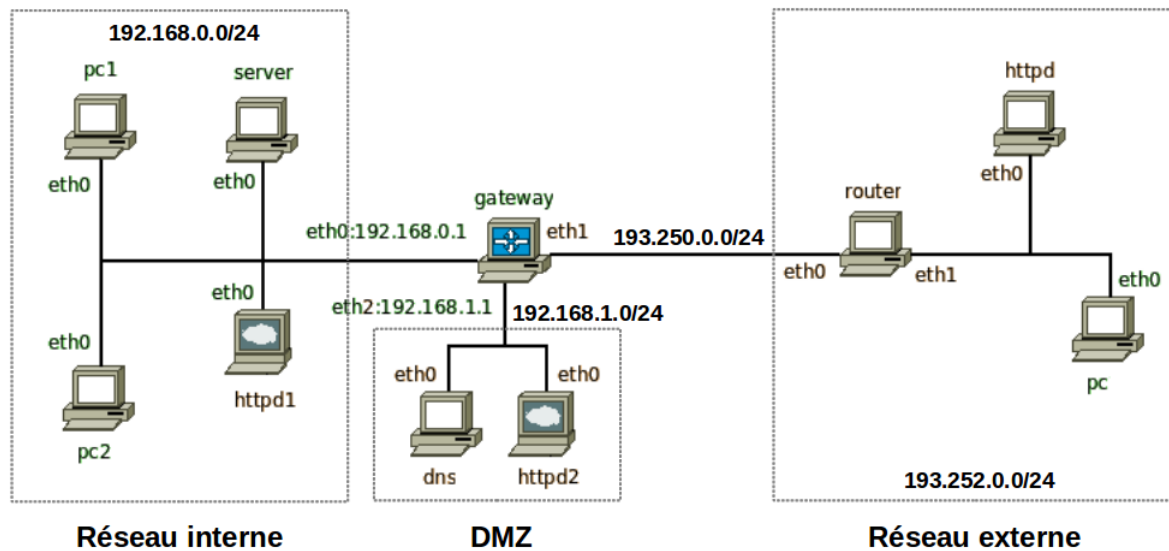 192.168.0.0/24
pc1
server
eth0
eth0
eth0
eth0
pc2
httpd1
Réseau interne
gateway
eth0:192.168.0.1
eth1
eth2:192.168.1.1
192.168.1.0/24
eth0
eth0
dns
httpd2
DMZ
193.250.0.0/24
httpd
eth0
router
eth0
eth1
eth0
pc
193.252.0.0/24
Réseau externe